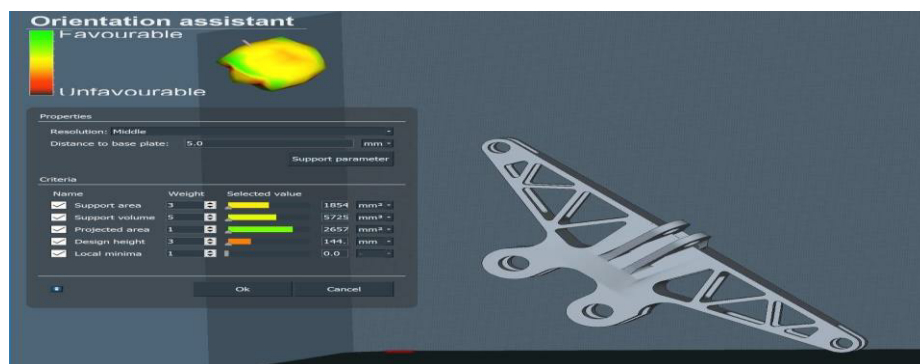 Orientation assistant
Favourable
Unfavourable
Properties
Resolution: Middle
Distance to base plate: 5.0 mm
Support parameter
Criteria
Name Weight Selected value
Support area 3 1854 mm²
Support volume 5 5725 mm³
Projected area 1 2657 mm²
Design height 3 144. mm
Local minima 1 0.0 -
Ok Cancel